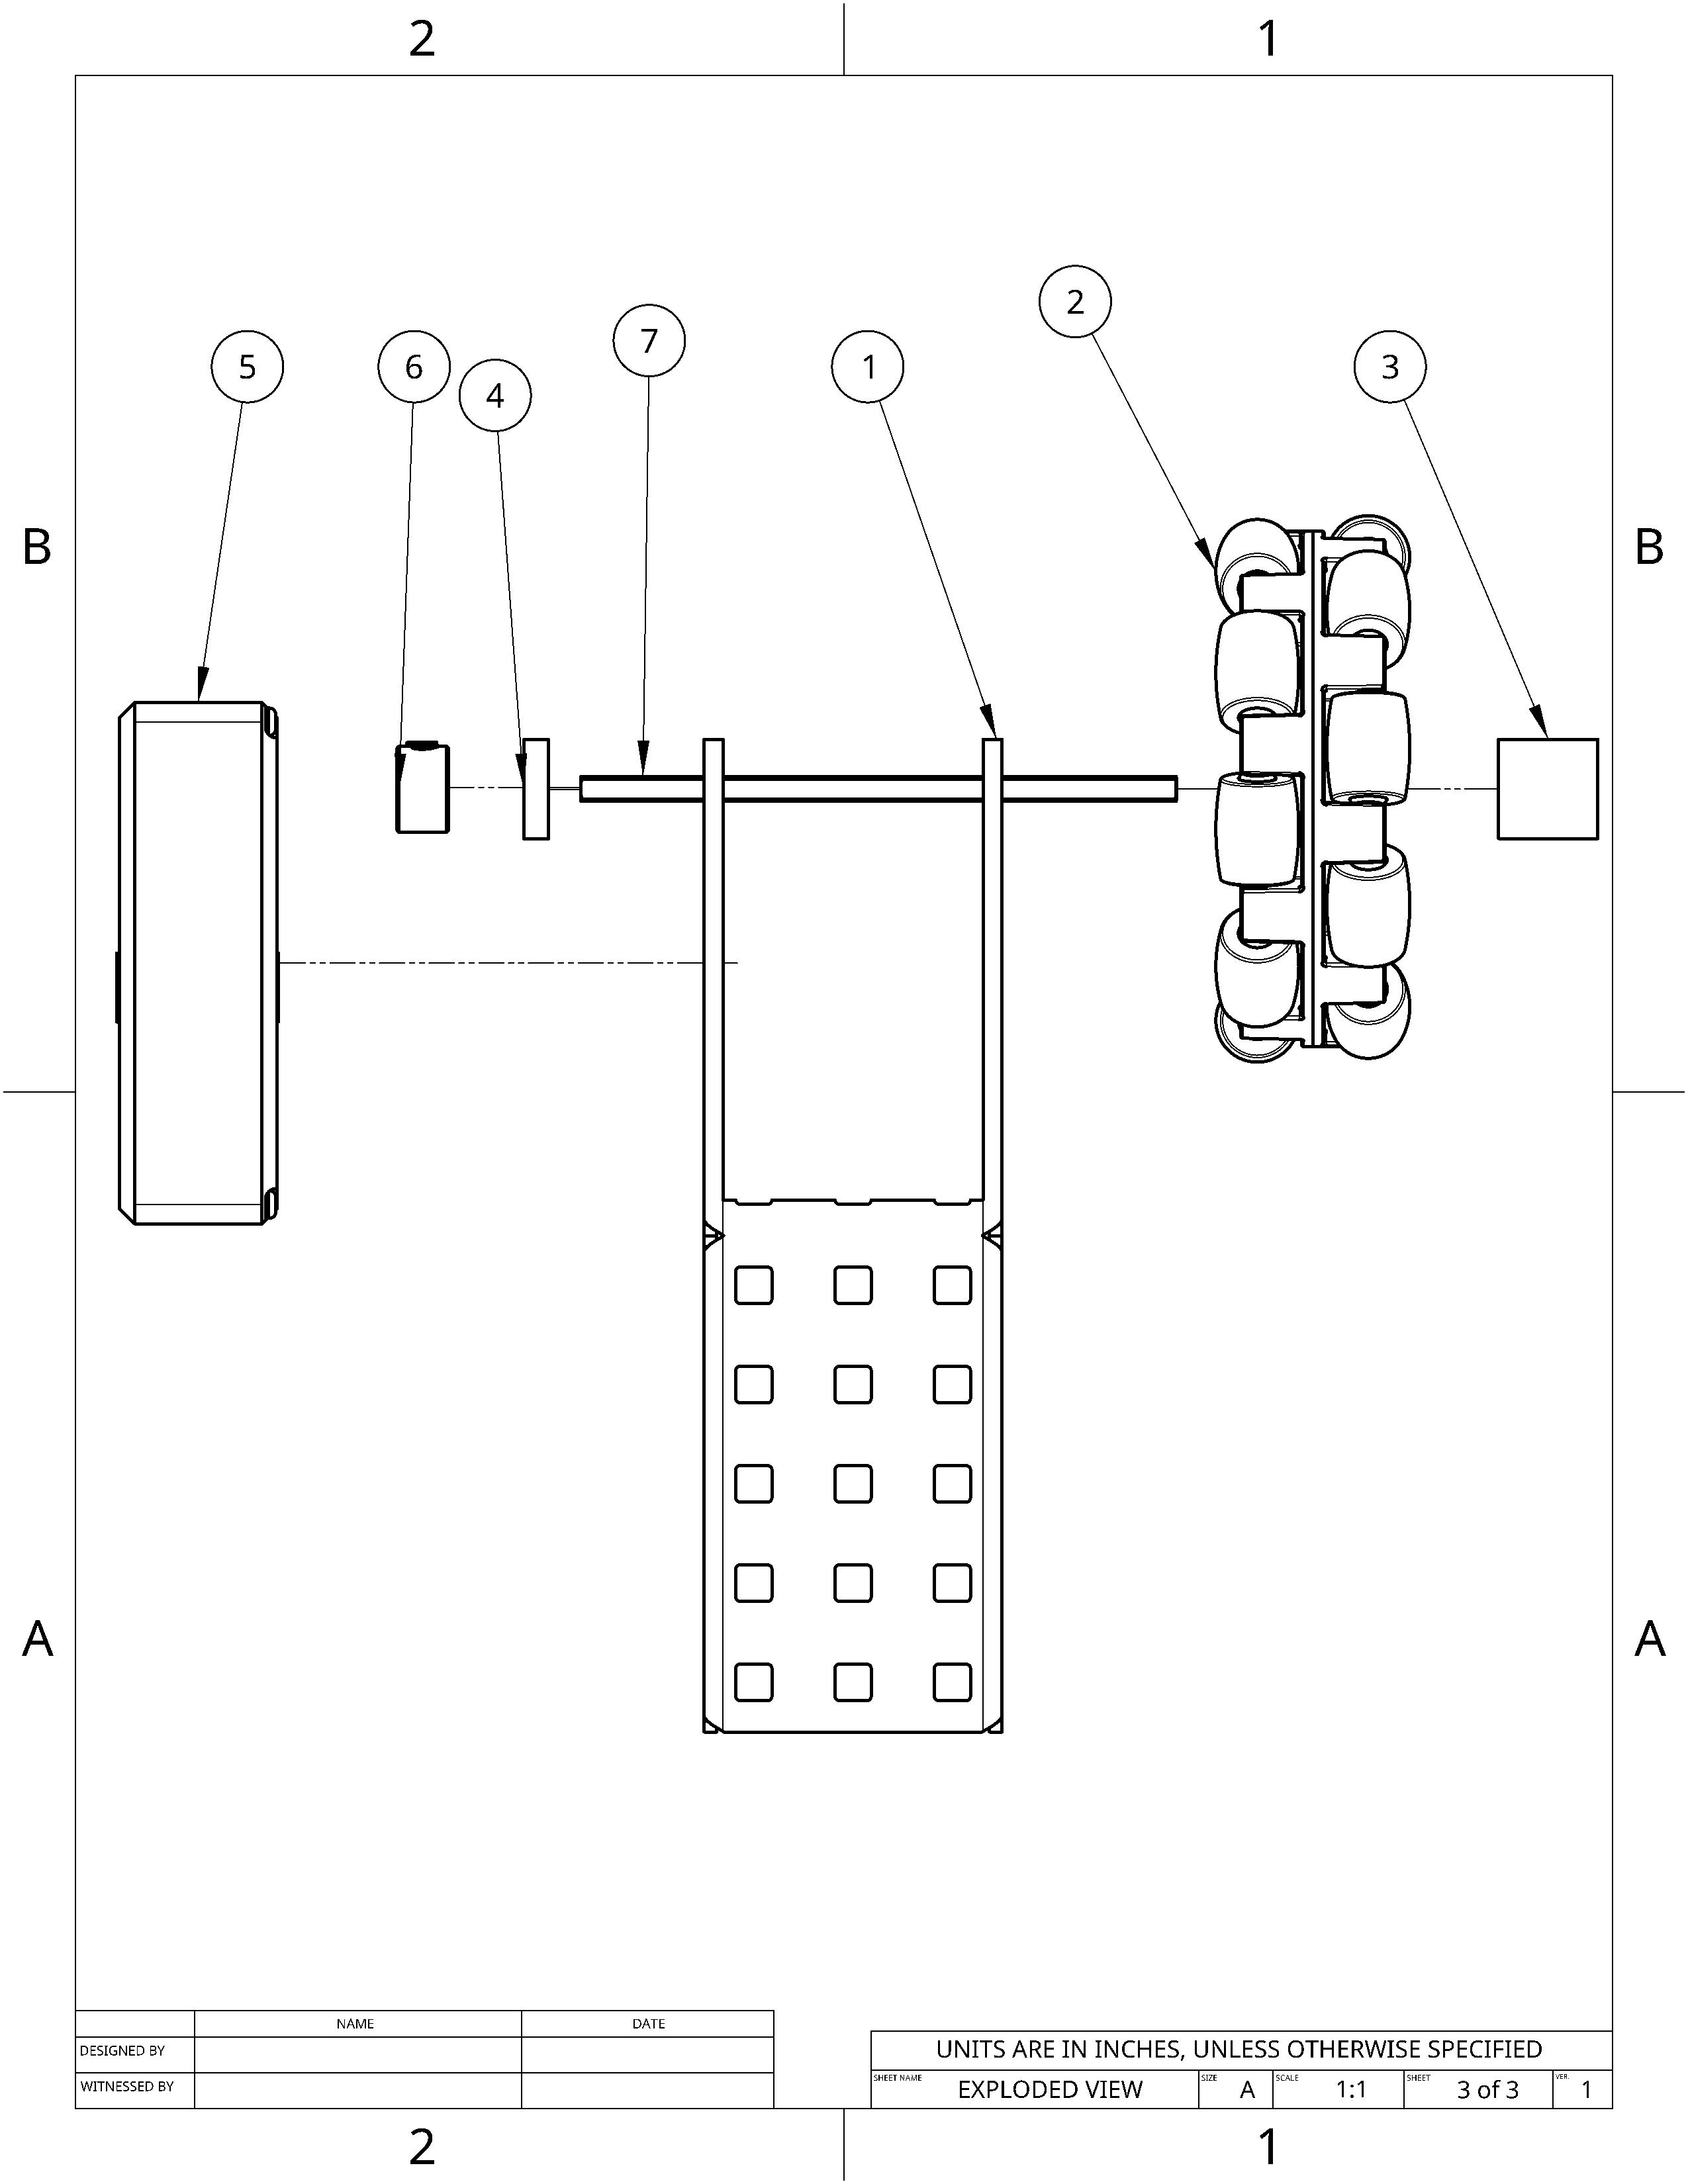 2 1
2
7
5 6 1 3
4
B B
A A
NAME DATE
DESIGNED BY
WITNESSED BY
UNITS ARE IN INCHES, UNLESS OTHERWISE SPECIFIED
SHEET NAME EXPLODED VIEW SIZE A SCALE 1:1 SHEET 3 of 3 VER. 1
2 1